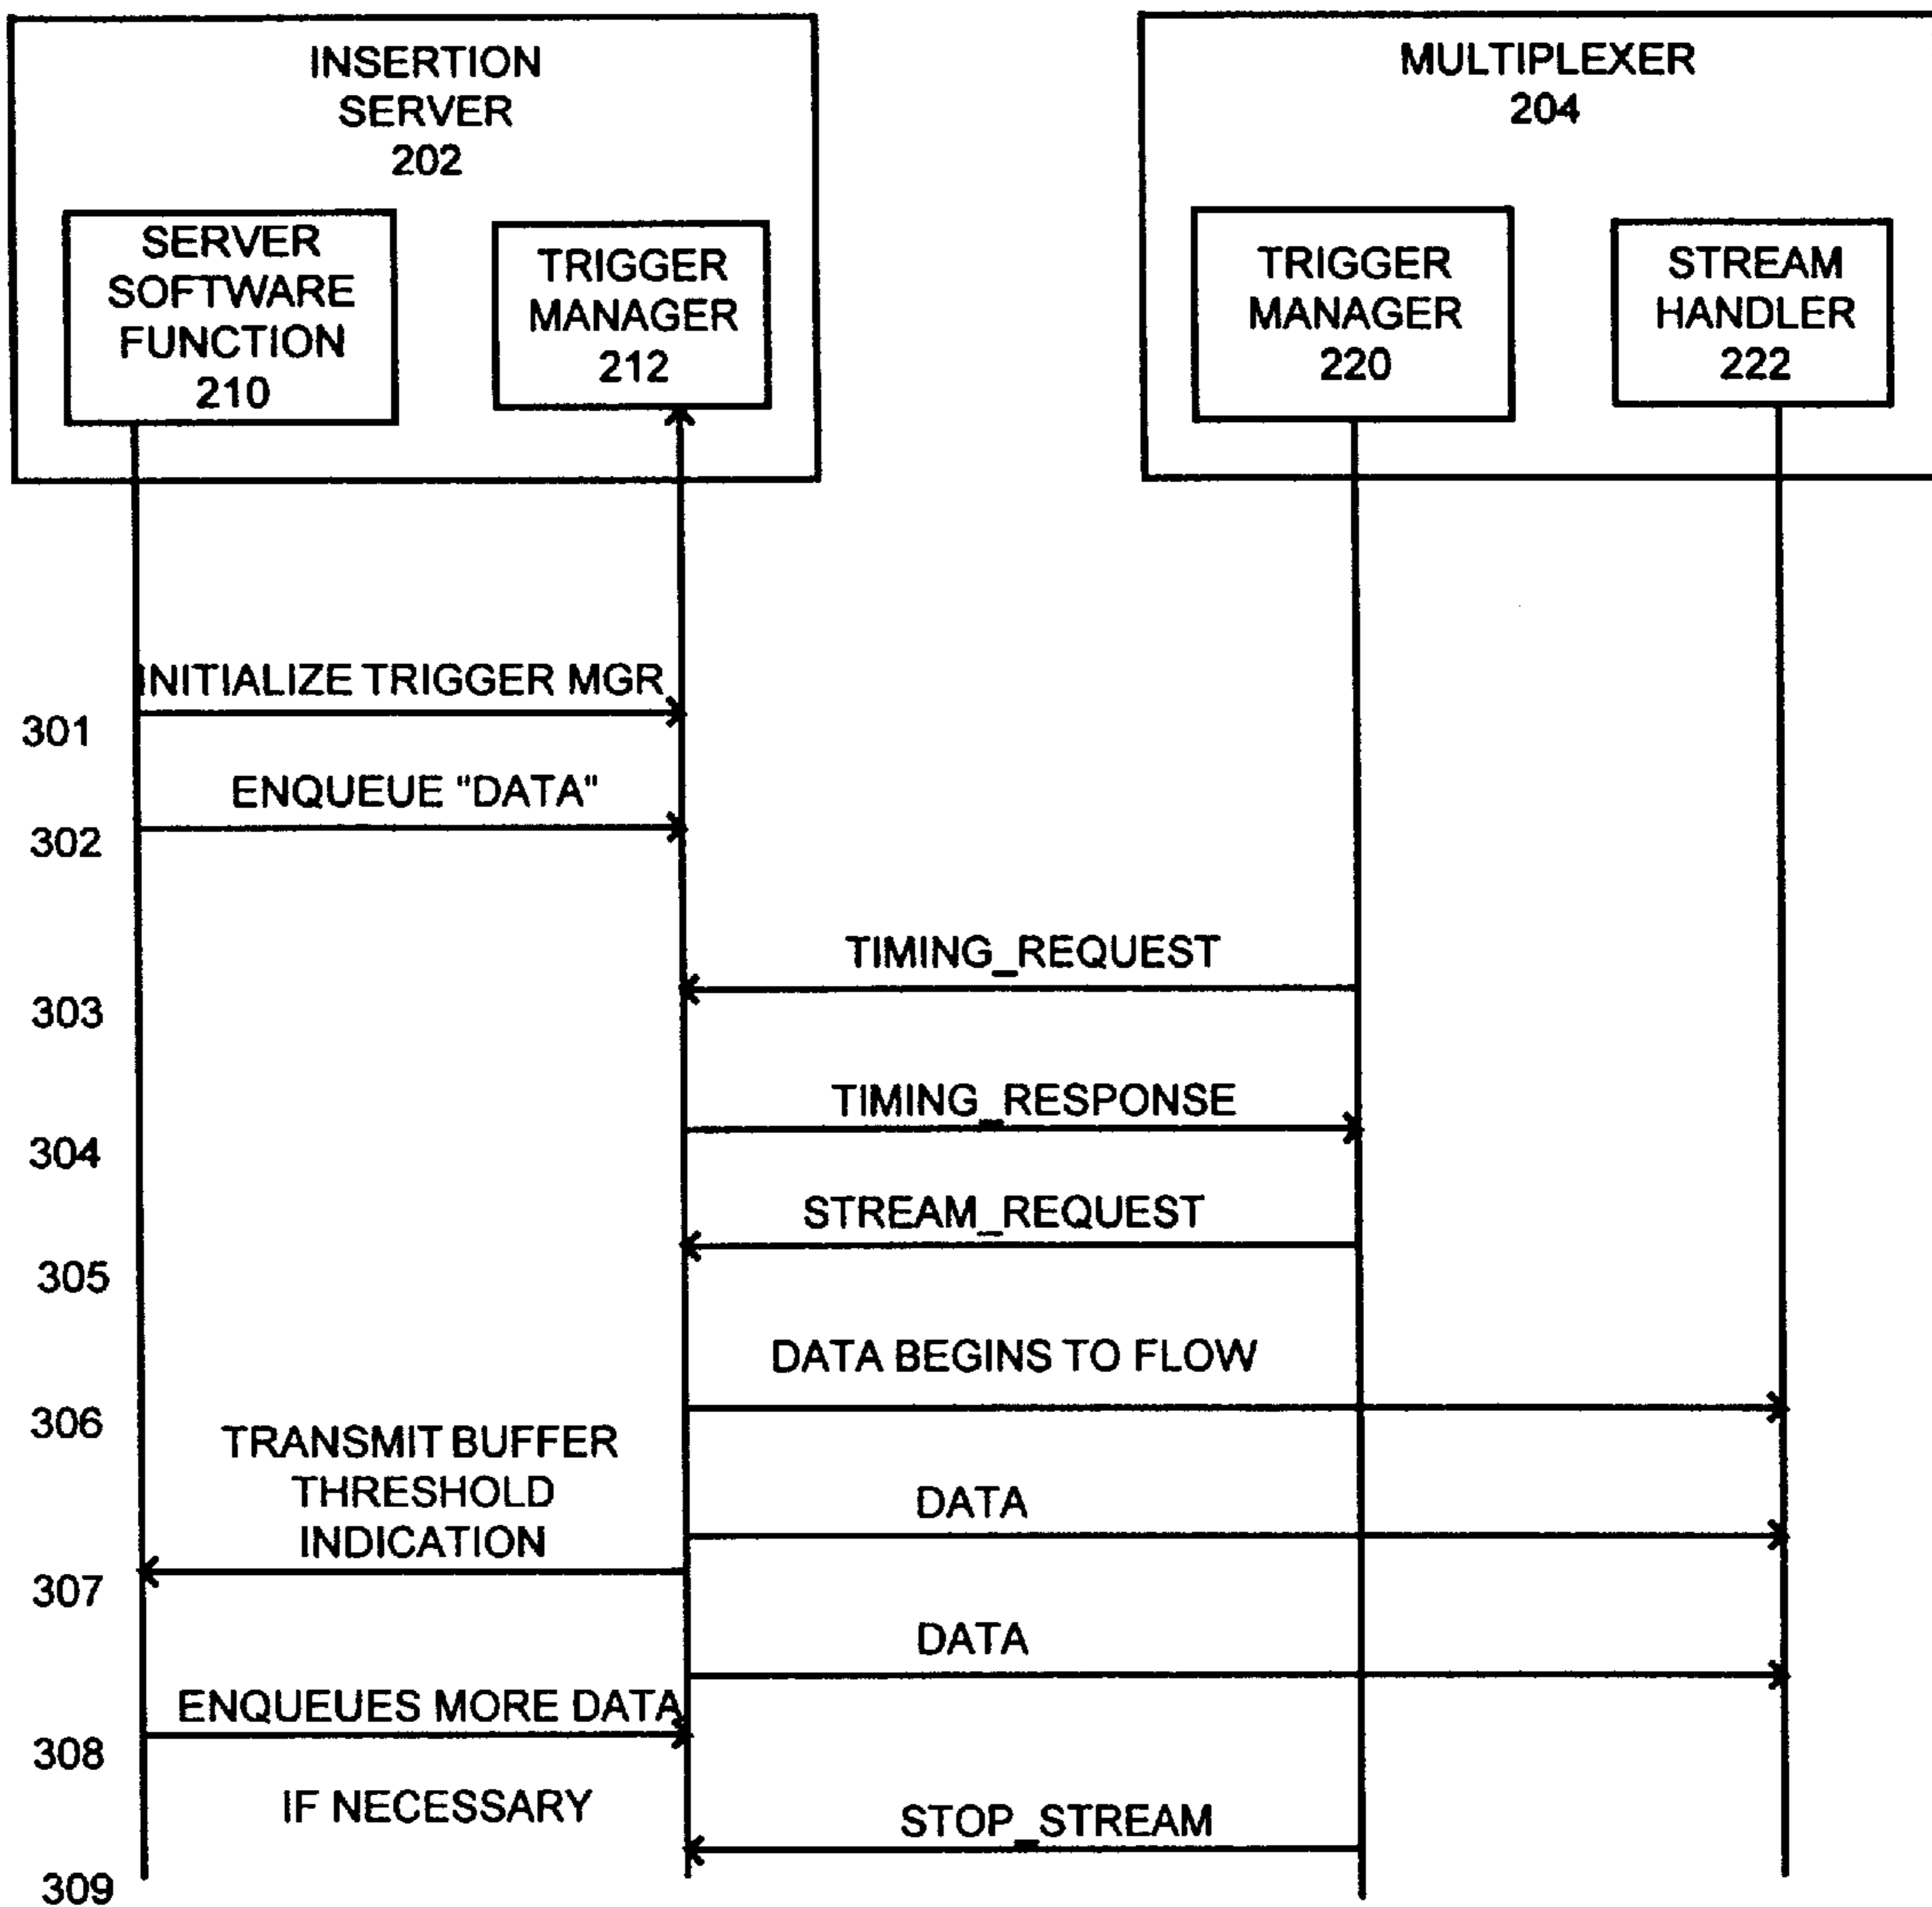 INSERTION
SERVER
202
MULTIPLEXER
204
SERVER
SOFTWARE
FUNCTION
210
TRIGGER
MANAGER
212
TRIGGER
MANAGER
220
STREAM
HANDLER
222
INITIALIZE TRIGGER MGR
301
ENQUEUE "DATA"
302
TIMING_REQUEST
303
TIMING_RESPONSE
304
STREAM_REQUEST
305
DATA BEGINS TO FLOW
306
TRANSMIT BUFFER
THRESHOLD
INDICATION
DATA
307
DATA
ENQUEUES MORE DATA
308
IF NECESSARY
STOP_STREAM
309